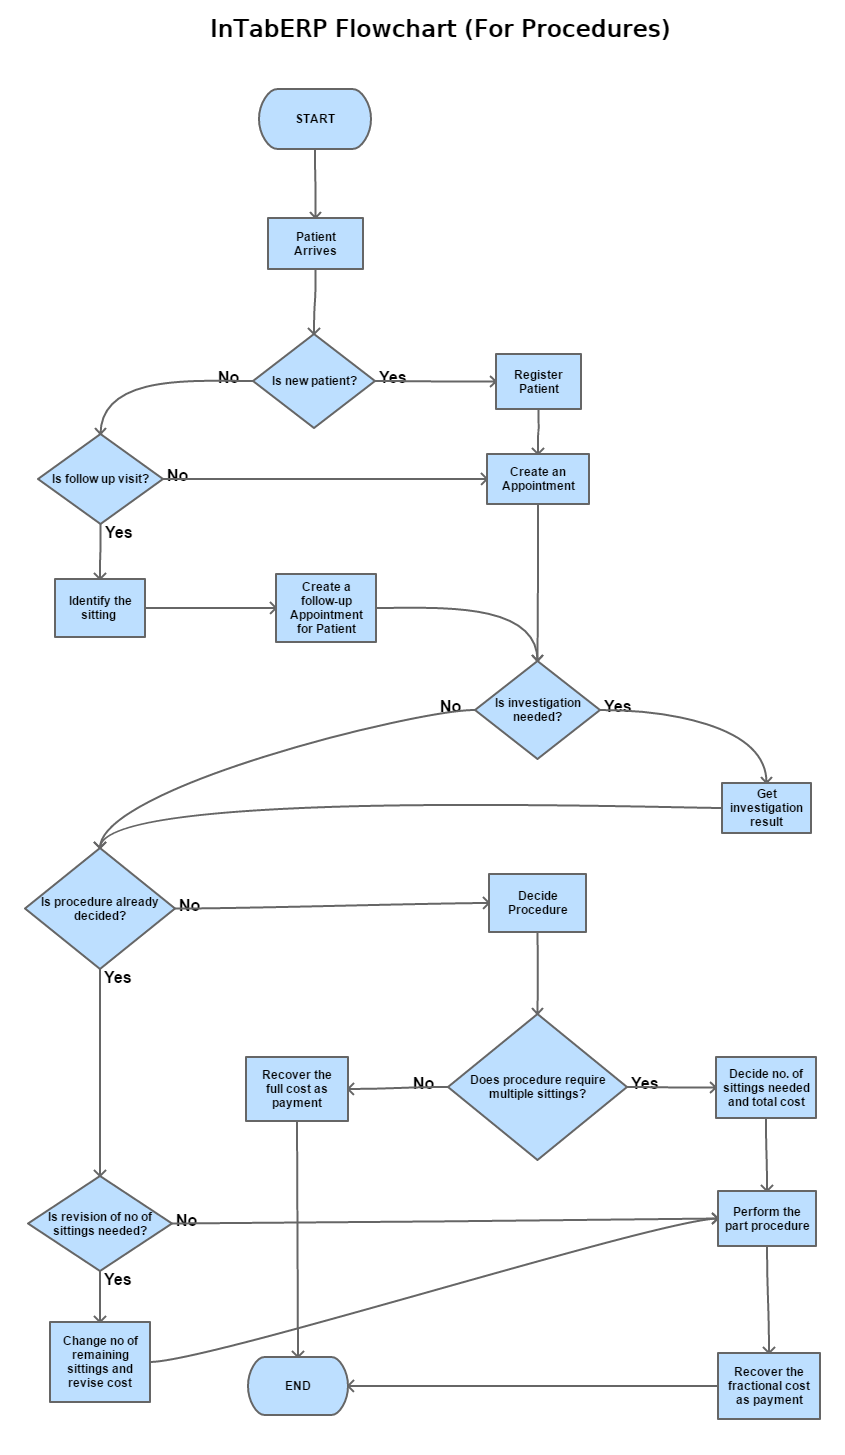 InTabERP Flowchart (For Procedures)
START
Patient
Arrives
Is new patient?
No
Yes
Register
Patient
Is follow up visit?
No
Yes
Create an
Appointment
Identify the
sitting
Create a
follow-up
Appointment
for Patient
Is investigation
needed?
No
Yes
Get
investigation
result
Is procedure already
decided?
No
Yes
Decide
Procedure
Does procedure require
multiple sittings?
No
Yes
Recover the
full cost as
payment
Decide no. of
sittings needed
and total cost
Is revision of no of
sittings needed?
No
Yes
Perform the
part procedure
Change no of
remaining
sittings and
revise cost
END
Recover the
fractional cost
as payment